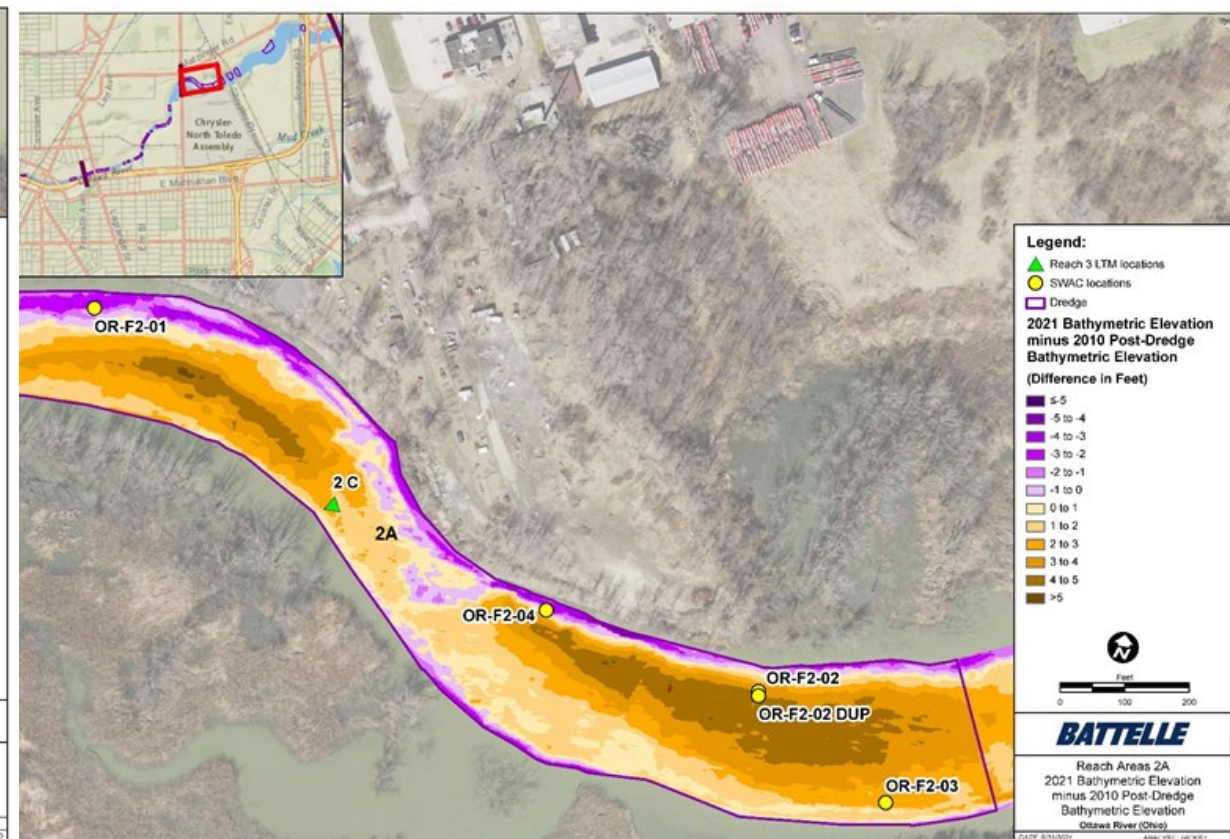 Matzinger Rd
Chrysler-
North Toledo
Assembly
Mud Creek
E Manhattan Blvd
OR-F2-01
2 C
2A
OR-F2-04
OR-F2-02
OR-F2-02 DUP
OR-F2-03
Legend:
Reach 3 LTM locations
SWAC locations
Dredge
2021 Bathymetric Elevation
minus 2010 Post-Dredge
Bathymetric Elevation
(Difference in Feet)
≤-5
-5 to -4
-4 to -3
-3 to -2
-2 to -1
-1 to 0
0 to 1
1 to 2
2 to 3
3 to 4
4 to 5
>5
N
Feet
0 100 200
BATTELLE
Reach Areas 2A
2021 Bathymetric Elevation
minus 2010 Post-Dredge
Bathymetric Elevation
Ottawa River (Ohio)